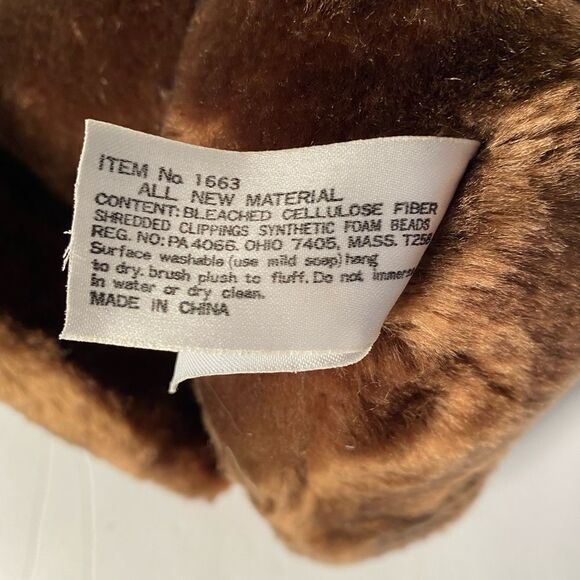 ITEM No. 1663
ALL NEW MATERIAL
CONTENT: BLEACHED CELLULOSE FIBER
SHREDDED CLIPPINGS SYNTHETIC FOAM BEADS
REG. NO: PA 4066. OHIO 7405, MASS.
Surface washable (use mild soap) hang
to dry. brush plush to fluff. Do not
in water or dry clean.
MADE IN CHINA